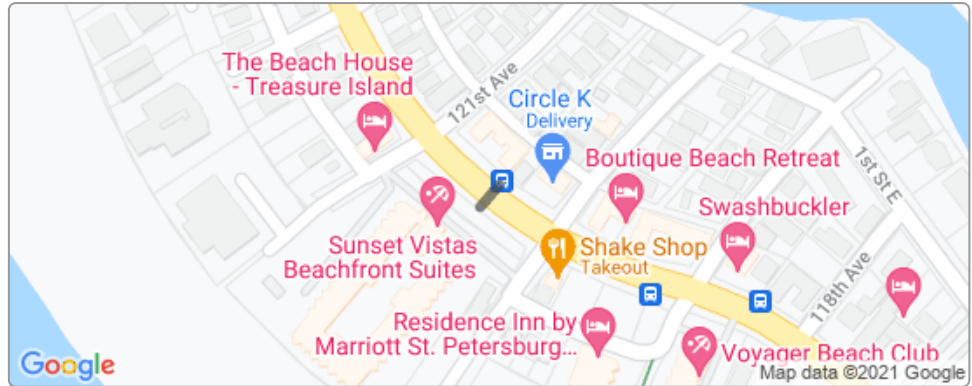 The Beach House
- Treasure Island
121st Ave
Circle K
Delivery
Boutique Beach Retreat
1st St E
Swashbuckler
Sunset Vistas
Beachfront Suites
Shake Shop
Takeout
118th Ave
Residence Inn by
Marriott St. Petersburg...
Voyager Beach Club
Google
Map data ©2021 Google